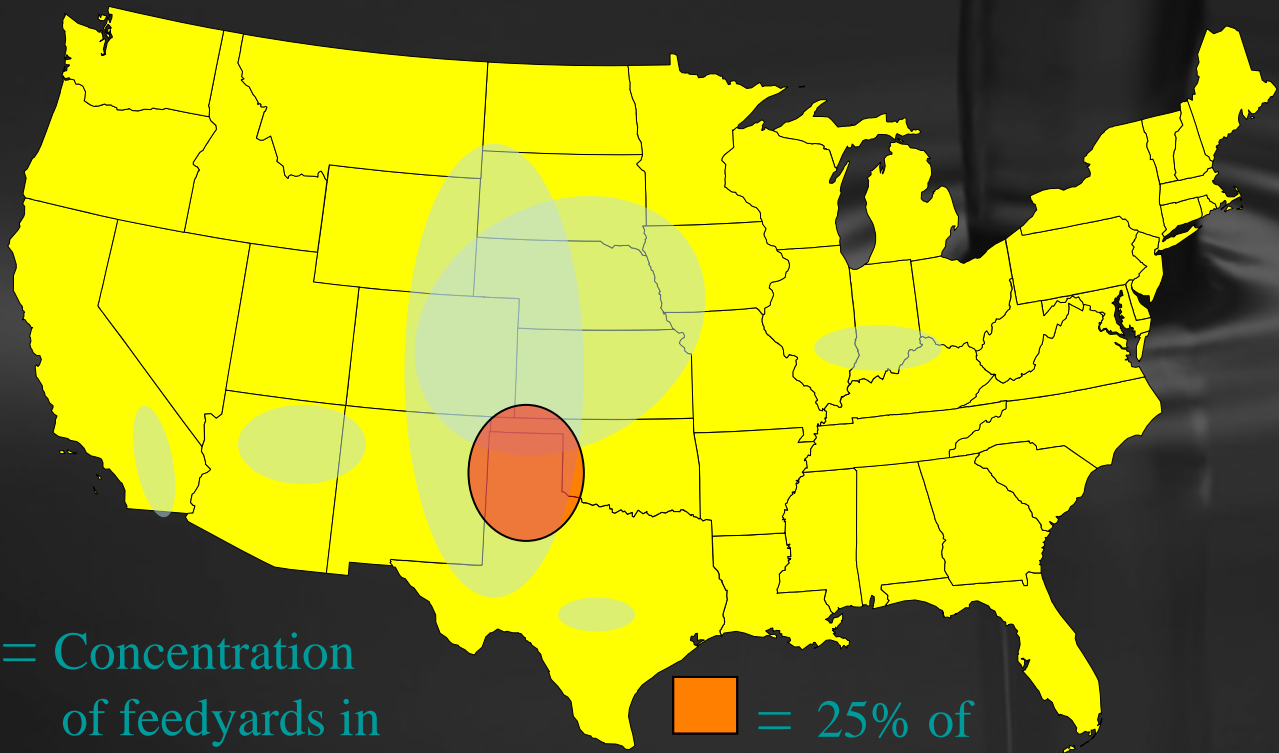 = Concentration
of feedyards in
= 25% of